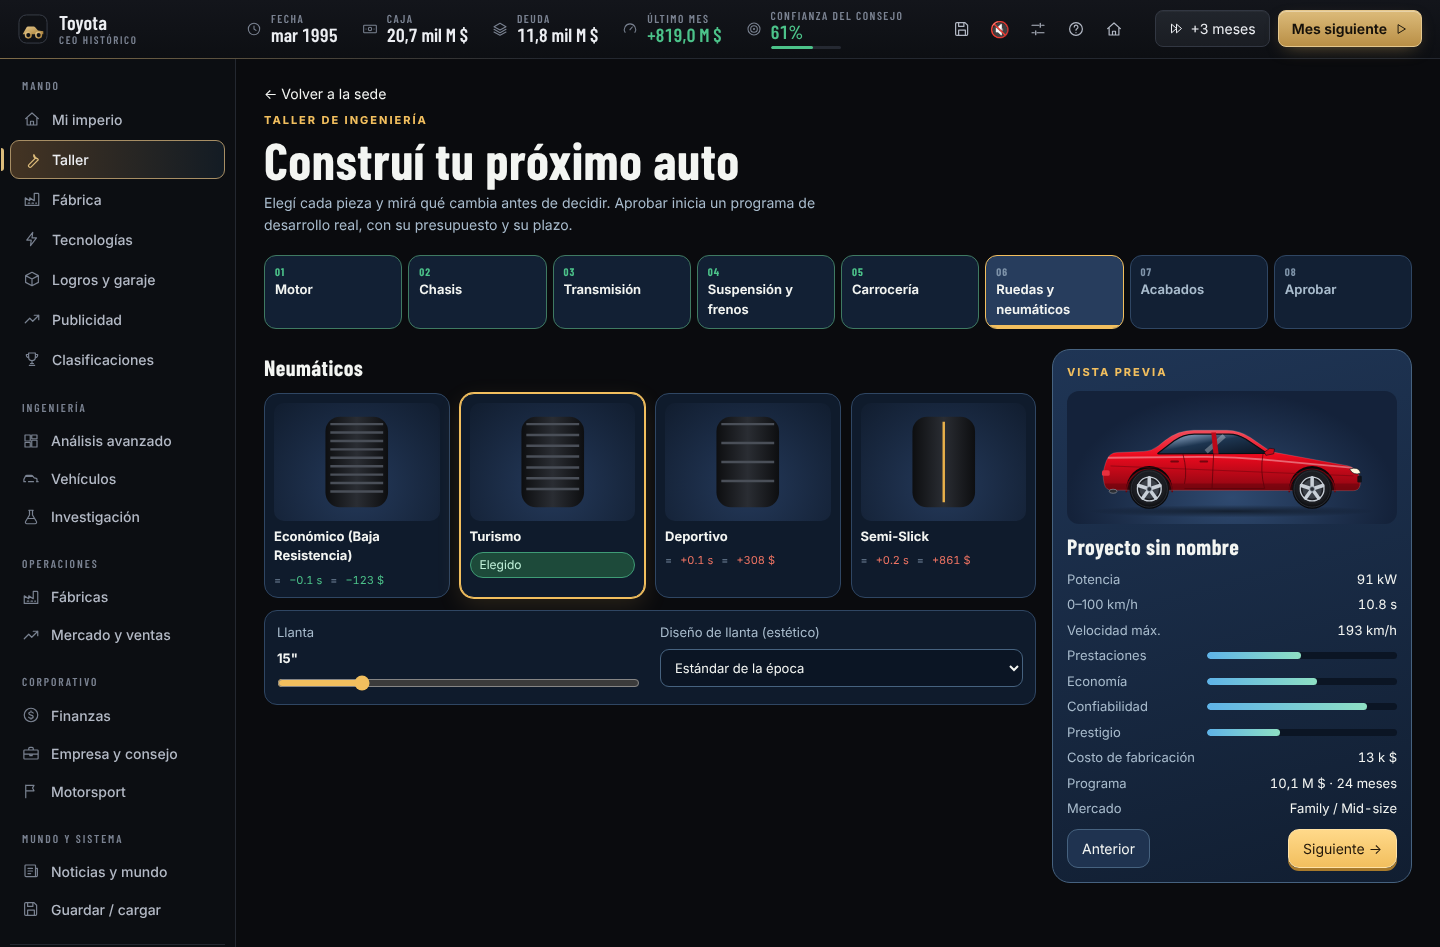 Toyota
CEO HISTÓRICO
FECHA
mar 1995
CAJA
20,7 mil M $
DEUDA
11,8 mil M $
ÚLTIMO MES
+819,0 M $
CONFIANZA DEL CONSEJO
61%
+3 meses
Mes siguiente
MANDO
Mi imperio
Taller
Fábrica
Tecnologías
Logros y garaje
Publicidad
Clasificaciones
INGENIERÍA
Análisis avanzado
Vehículos
Investigación
OPERACIONES
Fábricas
Mercado y ventas
CORPORATIVO
Finanzas
Empresa y consejo
Motorsport
MUNDO Y SISTEMA
Noticias y mundo
Guardar / cargar
← Volver a la sede
TALLER DE INGENIERÍA
Construí tu próximo auto
Elegí cada pieza y mirá qué cambia antes de decidir. Aprobar inicia un programa de
desarrollo real, con su presupuesto y su plazo.
01
Motor
02
Chasis
03
Transmisión
04
Suspensión y
frenos
05
Carrocería
06
Ruedas y
neumáticos
07
Acabados
08
Aprobar
Neumáticos
Económico (Baja
Resistencia)
= −0.1 s = −123 $
Turismo
Elegido
Deportivo
= +0.1 s = +308 $
Semi-Slick
= +0.2 s = +861 $
Llanta
15"
Diseño de llanta (estético)
Estándar de la época
VISTA PREVIA
Proyecto sin nombre
Potencia 91 kW
0–100 km/h 10.8 s
Velocidad máx. 193 km/h
Prestaciones
Economía
Confiabilidad
Prestigio
Costo de fabricación 13 k $
Programa 10,1 M $ · 24 meses
Mercado Family / Mid-size
Anterior
Siguiente →